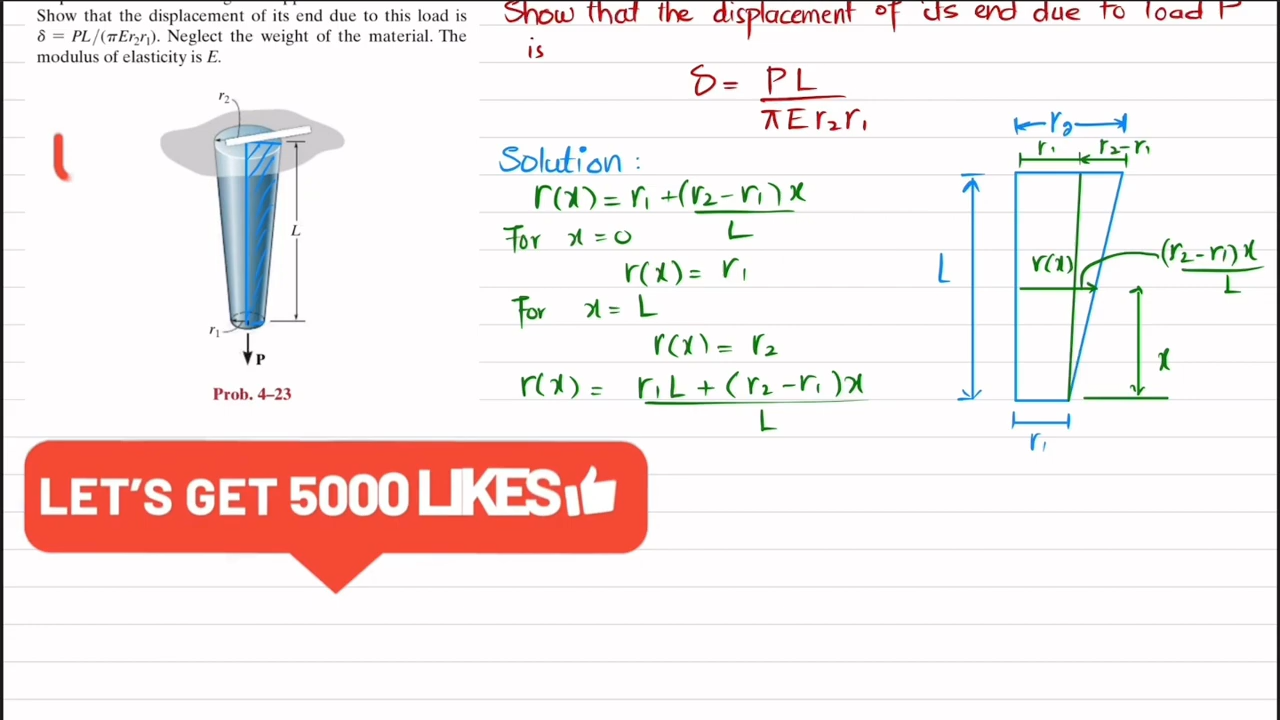 Show that the displacement of its end due to this load is
δ = PL/(πEr₂r₁). Neglect the weight of the material. The
modulus of elasticity is E.
r₂
L
r₁
P
Prob. 4–23
LET'S GET 5000 LIKES
Show that the displacement of its end due to load P
is
δ = PL / πEr₂r₁
Solution :
r(x) = r₁ + (r₂ – r₁)x / L
For x = 0
r(x) = r₁
For x = L
r(x) = r₂
r(x) = r₁L + (r₂ – r₁)x / L
r₂
r₁ r₂–r₁
L
r(x)
(r₂–r₁)x / L
x
r₁